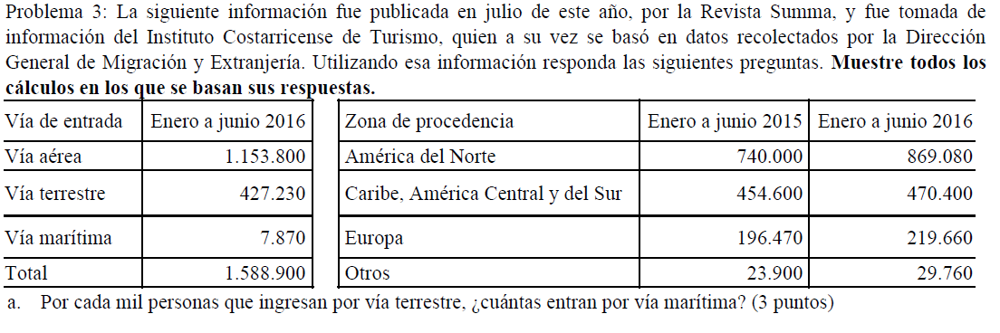 Problema 3: La siguiente información fue publicada en julio de este año, por la Revista Summa, y fue tomada de
información del Instituto Costarricense de Turismo, quien a su vez se basó en datos recolectados por la Dirección
General de Migración y Extranjería. Utilizando esa información responda las siguientes preguntas. Muestre todos los
cálculos en los que se basan sus respuestas.
Vía de entrada Enero a junio 2016 Zona de procedencia Enero a junio 2015 Enero a junio 2016
Vía aérea 1.153.800 América del Norte 740.000 869.080
Vía terrestre 427.230 Caribe, América Central y del Sur 454.600 470.400
Vía marítima 7.870 Europa 196.470 219.660
Total 1.588.900 Otros 23.900 29.760
a. Por cada mil personas que ingresan por vía terrestre, ¿cuántas entran por vía marítima? (3 puntos)